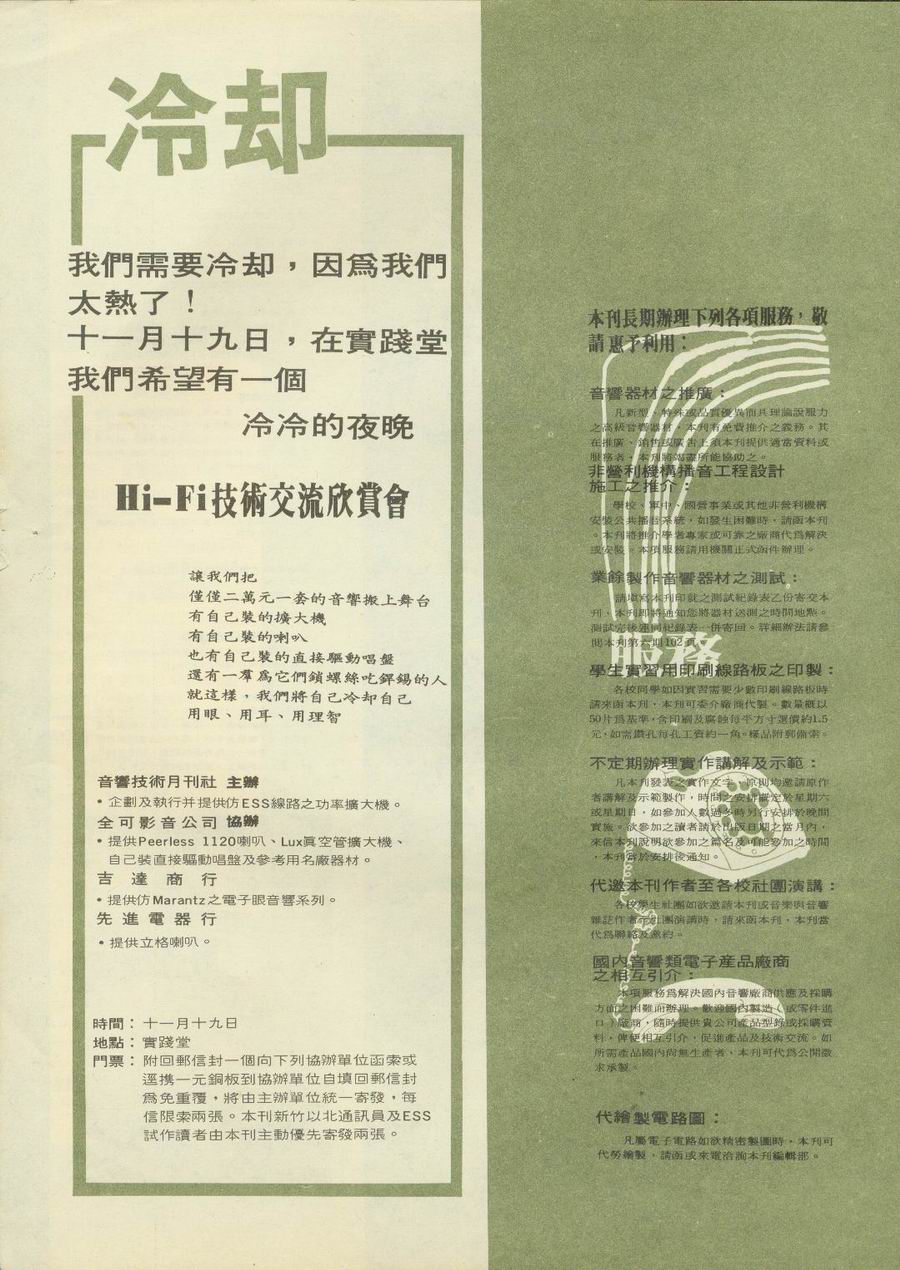 冷却
我們需要冷却，因爲我們
太熱了！
十一月十九日，在實踐堂
我們希望有一個
冷冷的夜晚
Hi-Fi技術交流欣賞會
讓我們把
僅僅二萬元一套的音響搬上舞台
有自己裝的擴大機
有自己裝的喇叭
也有自己裝的直接驅動唱盤
還有一羣爲它們鎖螺絲吃銲錫的人
就這樣，我們將自己冷却自己
用眼、用耳、用理智
音響技術月刊社 主辦
•企劃及執行并提供仿ESS線路之功率擴大機。
全可影音公司 協辦
•提供Peerless 1120喇叭、Lux眞空管擴大機、
自己裝直接驅動唱盤及參考用名廠器材。
吉達商行
•提供仿Marantz之電子眼音響系列。
先進電器行
•提供立格喇叭。
時間：十一月十九日
地點：實踐堂
門票：附回郵信封一個向下列協辦單位函索或
逕携一元銅板到協辦單位自填回郵信封
爲免重覆，將由主辦單位統一寄發，每
信限索兩張。本刊新竹以北通訊員及ESS
試作讀者由本刊主動優先寄發兩張。
本刊長期辦理下列各項服務，敬
請惠予利用：
音響器材之推廣：
凡新型、特殊或品質優異而具理論說服力
之高級音響器材，本刊有免費推介之義務。其
在推廣、銷售或廣告上須本刊提供適當資料或
服務者，本刊將竭盡所能協助之。
非營利機構播音工程設計
施工之推介：
學校、軍中、國營事業或其他非營利機構
安裝公共播音系統，如發生困難時，請函本刊
。本刊將推介學者專家或可靠之廠商代爲解決
或安裝。本項服務請用機關正式函件辦理。
業餘製作音響器材之測試：
請填寫本刊印就之測試紀錄表乙份寄交本
刊，本刊即將通知您將器材送測之時間地點。
測試完後連同紀錄表一併寄回。詳細辦法請參
閱本刊第六期102頁。
服務
學生實習用印刷線路板之印製：
各校同學如因實習需要少數印刷線路板時
請來函本刊，本刊可委介廠商代製。數量概以
50片爲基準，含印刷及腐蝕每平方寸選價約1.5
元，如需鑽孔每孔工資約一角。樣品附郵備索。
不定期辦理實作講解及示範：
凡本刊發表之實作文字，原則均邀請原作
者講解及示範製作，時間之安排擬定於星期六
或星期日，如參加人數過多時另行安排於晚間
實施。欲參加之讀者請於出版日期之當月內，
來信本刊說明欲參加之篇名及可能參加之時間
，本刊當於安排後通知。
代邀本刊作者至各校社團演講：
各校學生社團如欲邀請本刊或音樂與音響
雜誌作者至社團演講時，請來函本刊，本刊當
代爲聯絡及邀約。
國內音響類電子產品廠商
之相互引介：
本項服務爲解決國內音響廠商供應及採購
方面之困難而辦理。歡迎國內製造（或零件進
口）廠商，隨時提供貴公司產品型錄或採購資
料，俾便相互引介，促進產品及技術交流。如
所需產品國內尚無生產者，本刊可代爲公開徵
求承製。
代繪製電路圖：
凡屬電子電路如欲精密製圖時，本刊可
代勞繪製，請函或來電洽詢本刊編輯部。